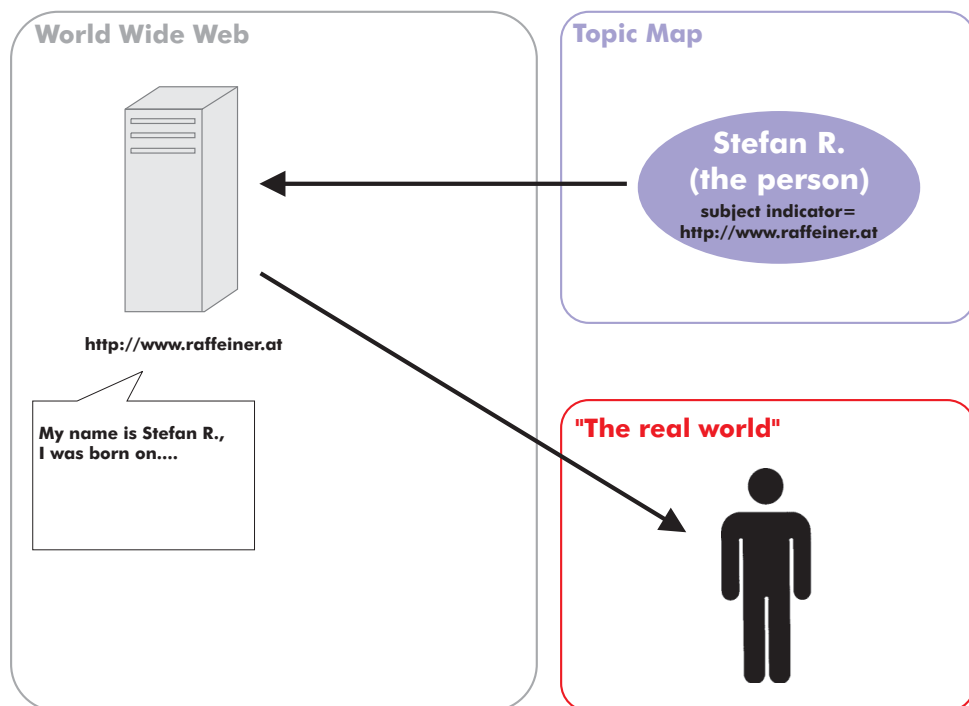 World Wide Web
http://www.raffeiner.at
My name is Stefan R.,
I was born on....
Topic Map
Stefan R.
(the person)
subject indicator=
http://www.raffeiner.at
"The real world"